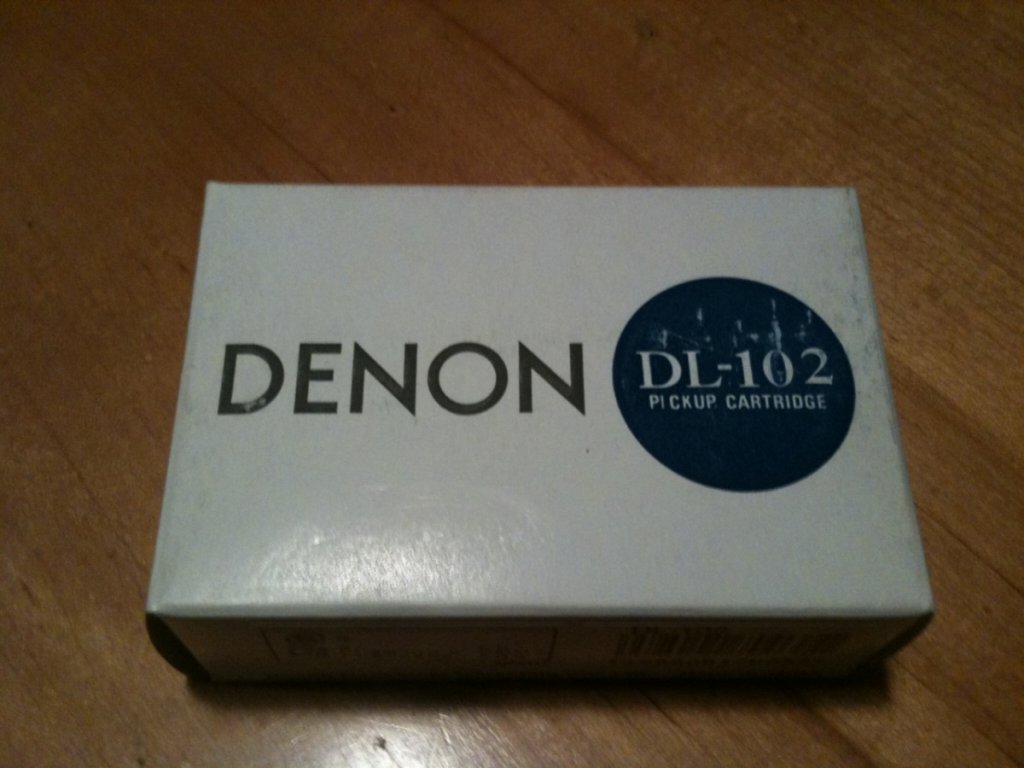 DENON
DL-102
PICKUP CARTRIDGE